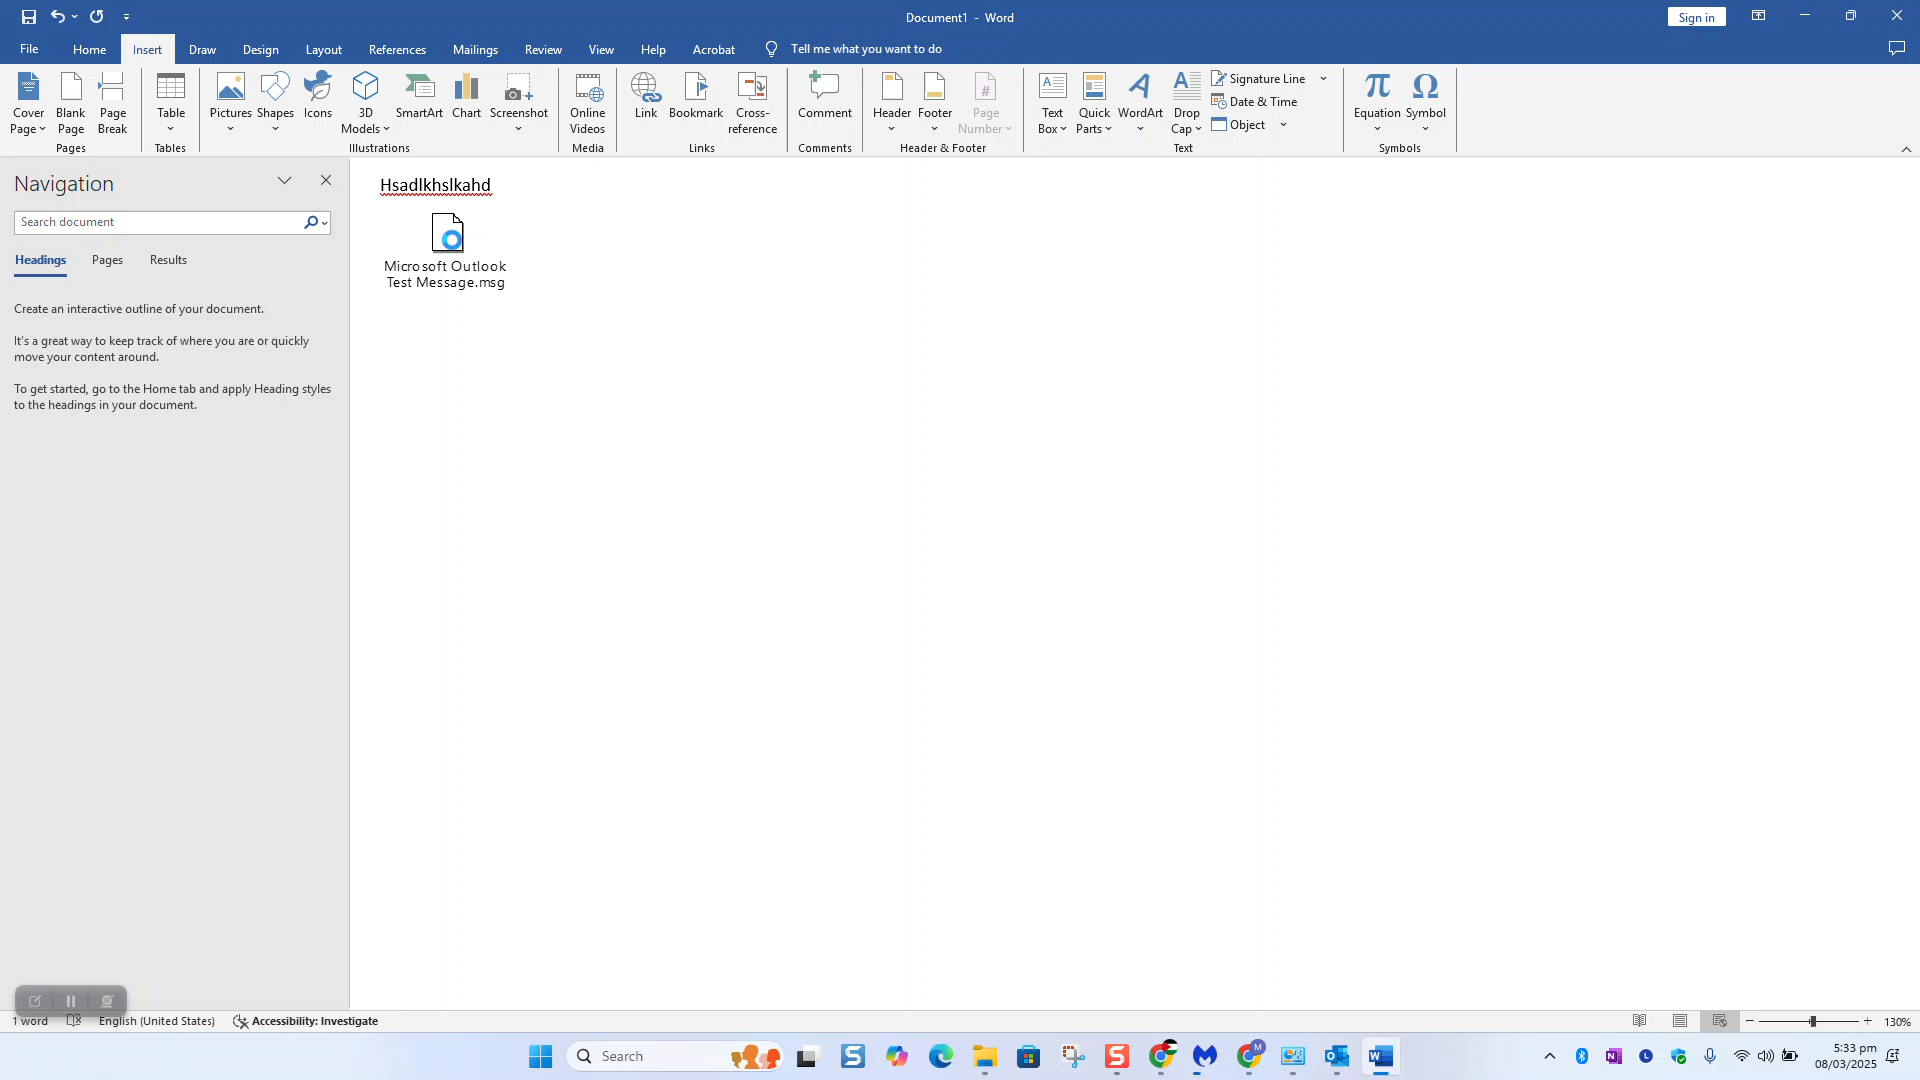 Document1 - Word
Sign in
File Home Insert Draw Design Layout References Mailings Review View Help Acrobat Tell me what you want to do
Cover Page
Blank Page
Page Break
Pages
Table
Tables
Pictures
Shapes
Icons
3D Models
SmartArt
Chart
Screenshot
Illustrations
Online Videos
Media
Link
Bookmark
Cross-reference
Links
Comment
Comments
Header
Footer
Page Number
Header & Footer
Text Box
Quick Parts
WordArt
Drop Cap
Signature Line
Date & Time
Object
Text
Equation
Symbol
Symbols
Navigation
Search document
Headings Pages Results
Create an interactive outline of your document.
It's a great way to keep track of where you are or quickly
move your content around.
To get started, go to the Home tab and apply Heading styles
to the headings in your document.
Hsadlkhslkahd
Microsoft Outlook
Test Message.msg
1 word English (United States) Accessibility: Investigate
130%
Search
5:33 pm
08/03/2025